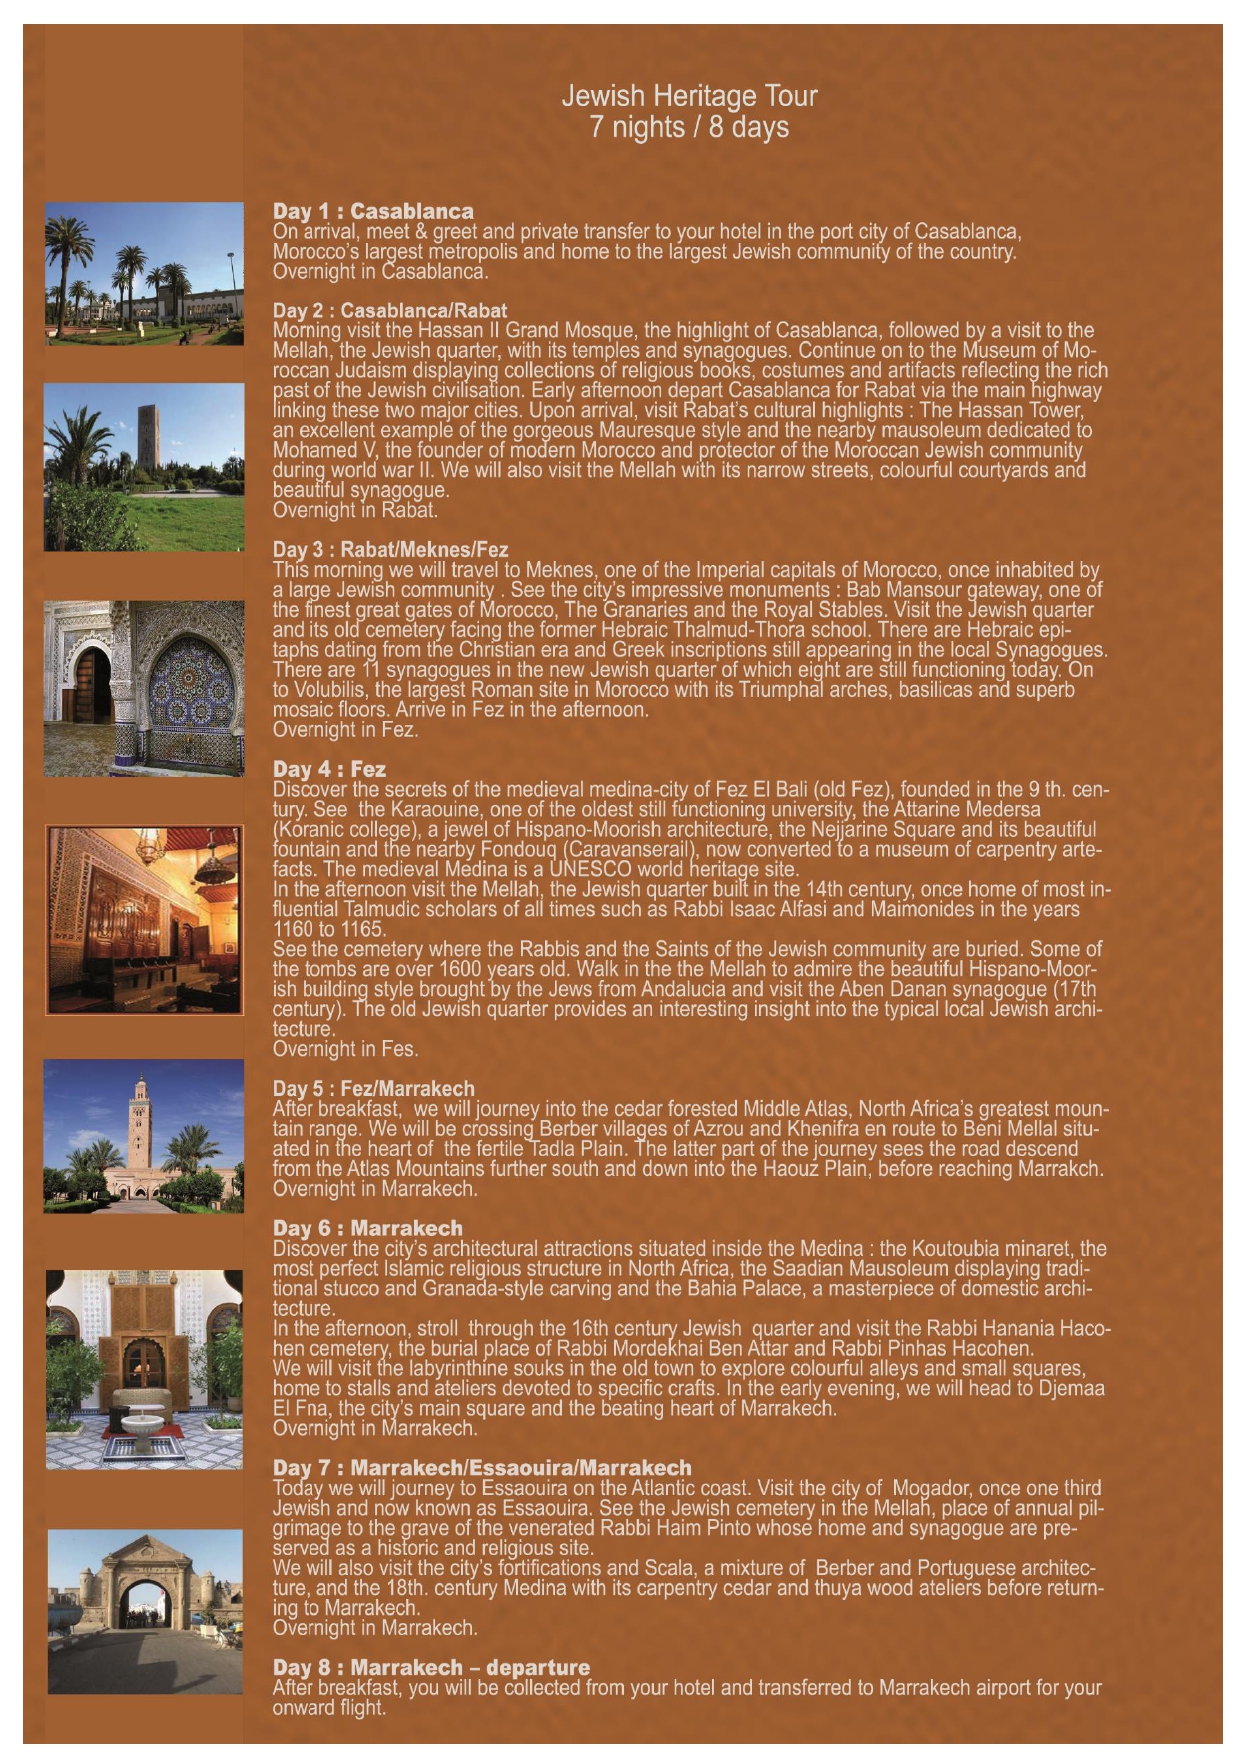 Jewish Heritage Tour
7 nights / 8 days
Day 1 : Casablanca
On arrival, meet & greet and private transfer to your hotel in the port city of Casablanca,
Morocco’s largest metropolis and home to the largest Jewish community of the country.
Overnight in Casablanca.
Day 2 : Casablanca/Rabat
Morning visit the Hassan II Grand Mosque, the highlight of Casablanca, followed by a visit to the
Mellah, the Jewish quarter, with its temples and synagogues. Continue on to the Museum of Mo-
roccan Judaism displaying collections of religious books, costumes and artifacts reflecting the rich
past of the Jewish civilisation. Early afternoon depart Casablanca for Rabat via the main highway
linking these two major cities. Upon arrival, visit Rabat’s cultural highlights : The Hassan Tower,
an excellent example of the gorgeous Mauresque style and the nearby mausoleum dedicated to
Mohamed V, the founder of modern Morocco and protector of the Moroccan Jewish community
during world war II. We will also visit the Mellah with its narrow streets, colourful courtyards and
beautiful synagogue.
Overnight in Rabat.
Day 3 : Rabat/Meknes/Fez
This morning we will travel to Meknes, one of the Imperial capitals of Morocco, once inhabited by
a large Jewish community . See the city’s impressive monuments : Bab Mansour gateway, one of
the finest great gates of Morocco, The Granaries and the Royal Stables. Visit the Jewish quarter
and its old cemetery facing the former Hebraic Thalmud-Thora school. There are Hebraic epi-
taphs dating from the Christian era and Greek inscriptions still appearing in the local Synagogues.
There are 11 synagogues in the new Jewish quarter of which eight are still functioning today. On
to Volubilis, the largest Roman site in Morocco with its Triumphal arches, basilicas and superb
mosaic floors. Arrive in Fez in the afternoon.
Overnight in Fez.
Day 4 : Fez
Discover the secrets of the medieval medina-city of Fez El Bali (old Fez), founded in the 9 th. cen-
tury. See the Karaouine, one of the oldest still functioning university, the Attarine Medersa
(Koranic college), a jewel of Hispano-Moorish architecture, the Nejjarine Square and its beautiful
fountain and the nearby Fondouq (Caravanserail), now converted to a museum of carpentry arte-
facts. The medieval Medina is a UNESCO world heritage site.
In the afternoon visit the Mellah, the Jewish quarter built in the 14th century, once home of most in-
fluential Talmudic scholars of all times such as Rabbi Isaac Alfasi and Maimonides in the years
1160 to 1165.
See the cemetery where the Rabbis and the Saints of the Jewish community are buried. Some of
the tombs are over 1600 years old. Walk in the the Mellah to admire the beautiful Hispano-Moor-
ish building style brought by the Jews from Andalucia and visit the Aben Danan synagogue (17th
century). The old Jewish quarter provides an interesting insight into the typical local Jewish archi-
tecture.
Overnight in Fes.
Day 5 : Fez/Marrakech
After breakfast, we will journey into the cedar forested Middle Atlas, North Africa’s greatest moun-
tain range. We will be crossing Berber villages of Azrou and Khenifra en route to Beni Mellal situ-
ated in the heart of the fertile Tadla Plain. The latter part of the journey sees the road descend
from the Atlas Mountains further south and down into the Haouz Plain, before reaching Marrakch.
Overnight in Marrakech.
Day 6 : Marrakech
Discover the city’s architectural attractions situated inside the Medina : the Koutoubia minaret, the
most perfect Islamic religious structure in North Africa, the Saadian Mausoleum displaying tradi-
tional stucco and Granada-style carving and the Bahia Palace, a masterpiece of domestic archi-
tecture.
In the afternoon, stroll through the 16th century Jewish quarter and visit the Rabbi Hanania Haco-
hen cemetery, the burial place of Rabbi Mordekhai Ben Attar and Rabbi Pinhas Hacohen.
We will visit the labyrinthine souks in the old town to explore colourful alleys and small squares,
home to stalls and ateliers devoted to specific crafts. In the early evening, we will head to Djemaa
El Fna, the city’s main square and the beating heart of Marrakech.
Overnight in Marrakech.
Day 7 : Marrakech/Essaouira/Marrakech
Today we will journey to Essaouira on the Atlantic coast. Visit the city of Mogador, once one third
Jewish and now known as Essaouira. See the Jewish cemetery in the Mellah, place of annual pil-
grimage to the grave of the venerated Rabbi Haim Pinto whose home and synagogue are pre-
served as a historic and religious site.
We will also visit the city’s fortifications and Scala, a mixture of Berber and Portuguese architec-
ture, and the 18th. century Medina with its carpentry cedar and thuya wood ateliers before return-
ing to Marrakech.
Overnight in Marrakech.
Day 8 : Marrakech – departure
After breakfast, you will be collected from your hotel and transferred to Marrakech airport for your
onward flight.